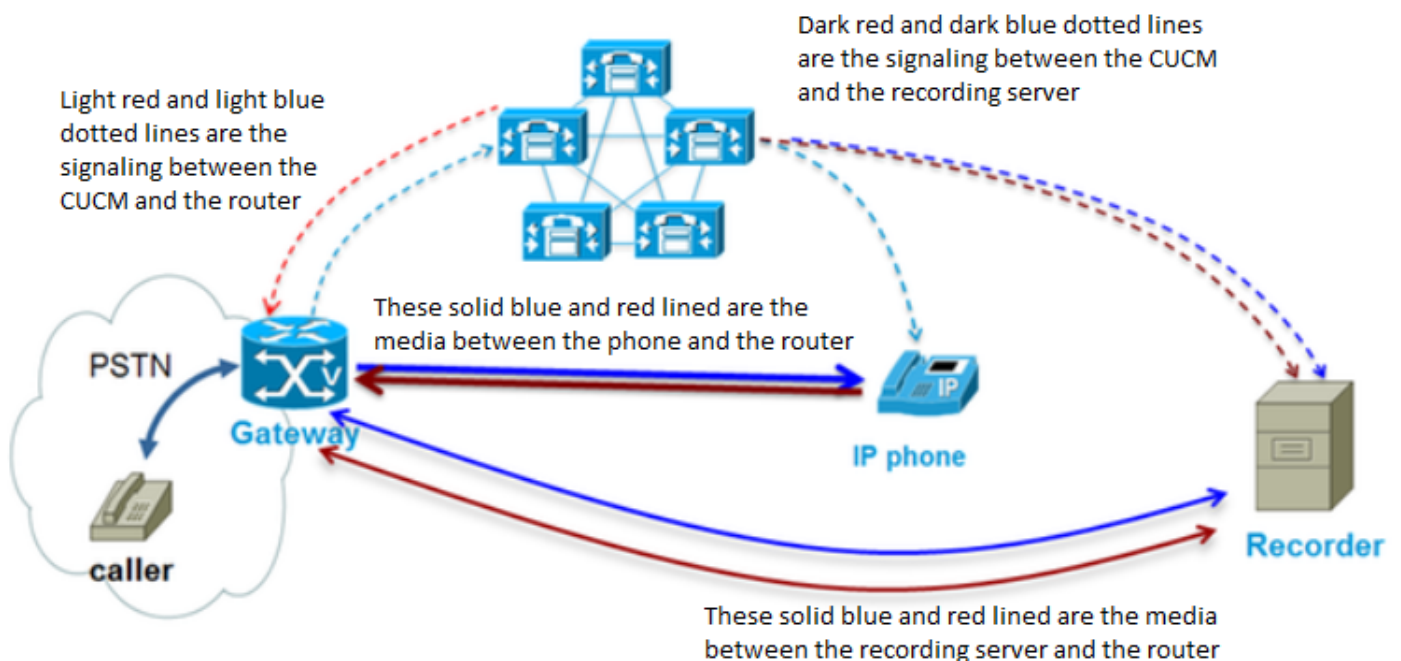 Dark red and dark blue dotted lines
are the signaling between the CUCM
and the recording server
Light red and light blue
dotted lines are the
signaling between the
CUCM and the router
These solid blue and red lined are the
media between the phone and the router
PSTN
V
Gateway
IP
IP phone
caller
Recorder
These solid blue and red lined are the media
between the recording server and the router